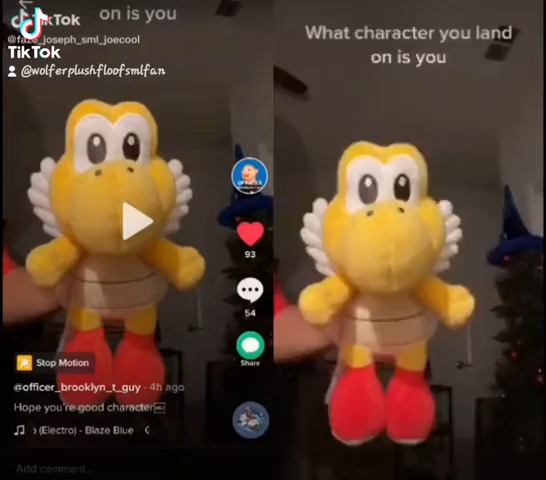 on is you
TikTok
@faze_joseph_sml_joecool
TikTok
@wolferplushfloofsmlfan
What character you land
on is you
93
54
Share
Stop Motion
@officer_brooklyn_t_guy · 4h ago
Hope you're good character
(Electro) - Blaze Blue
Add comment...